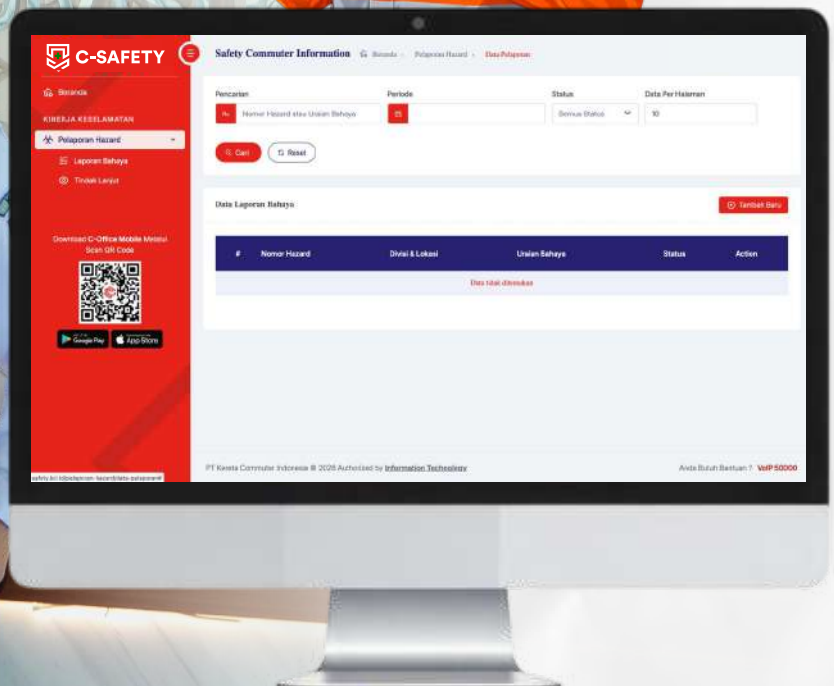 C-SAFETY
Safety Commuter Information Beranda - Pelaporan Hazard - Data Pelaporan
Beranda
KINERJA KESELAMATAN
Pelaporan Hazard
Laporan Bahaya
Tindak Lanjut
Download C-Office Mobile Melalui
Scan QR Code
Google Play App Store
Pencarian Periode Status Data Per Halaman
Nomor Hazard atau Uraian Bahaya Semua Status 10
Cari Reset
Data Laporan Bahaya Tambah Baru
# Nomor Hazard Divisi & Lokasi Uraian Bahaya Status Action
Data tidak ditemukan
PT Kereta Commuter Indonesia © 2026 Authorized by Information Technology Anda Butuh Bantuan ? VoIP 50000